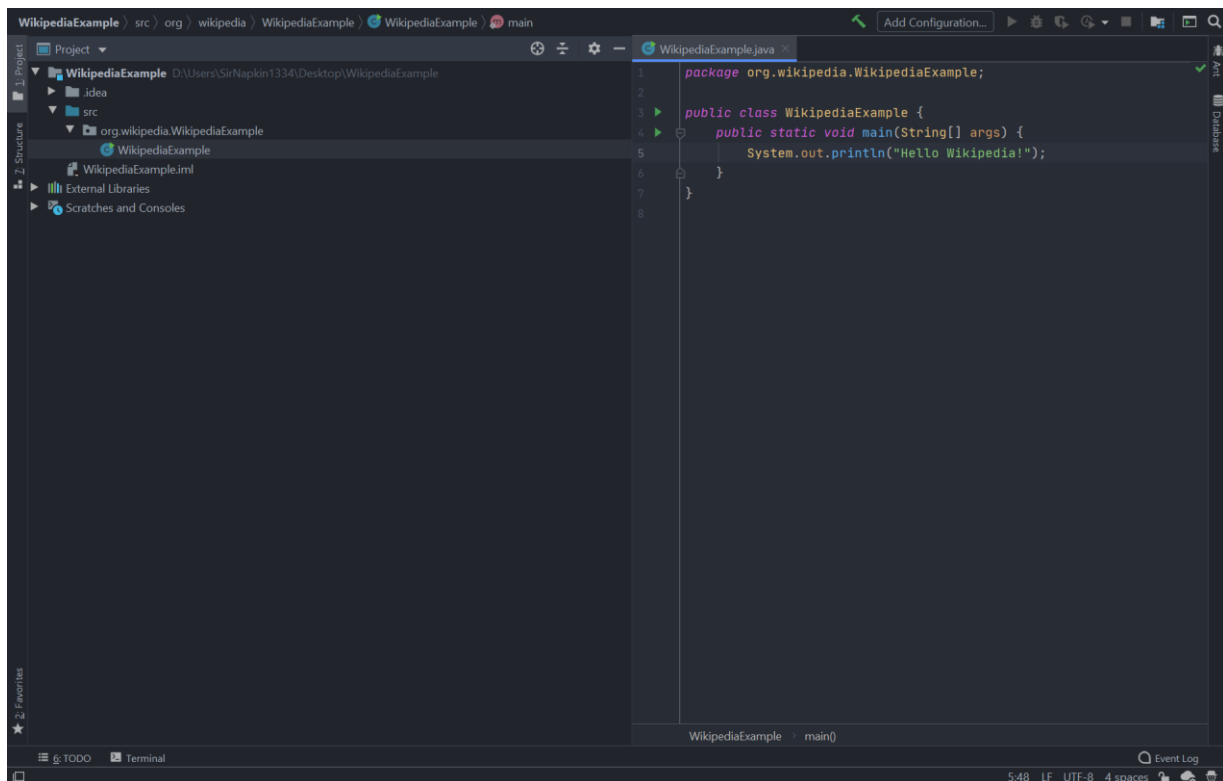 WikipediaExample 〉 src 〉 org 〉 wikipedia 〉 WikipediaExample 〉 WikipediaExample 〉 main
Add Configuration...
1: Project
Z: Structure
2: Favorites
Project
WikipediaExample D:\Users\SirNapkin1334\Desktop\WikipediaExample
.idea
src
org.wikipedia.WikipediaExample
WikipediaExample
WikipediaExample.iml
External Libraries
Scratches and Consoles
WikipediaExample.java
1 package org.wikipedia.WikipediaExample;
2
3 public class WikipediaExample {
4 public static void main(String[] args) {
5 System.out.println("Hello Wikipedia!");
6 }
7 }
8
Ant
Database
WikipediaExample 〉 main()
6: TODO Terminal
Event Log
5:48 LF UTF-8 4 spaces